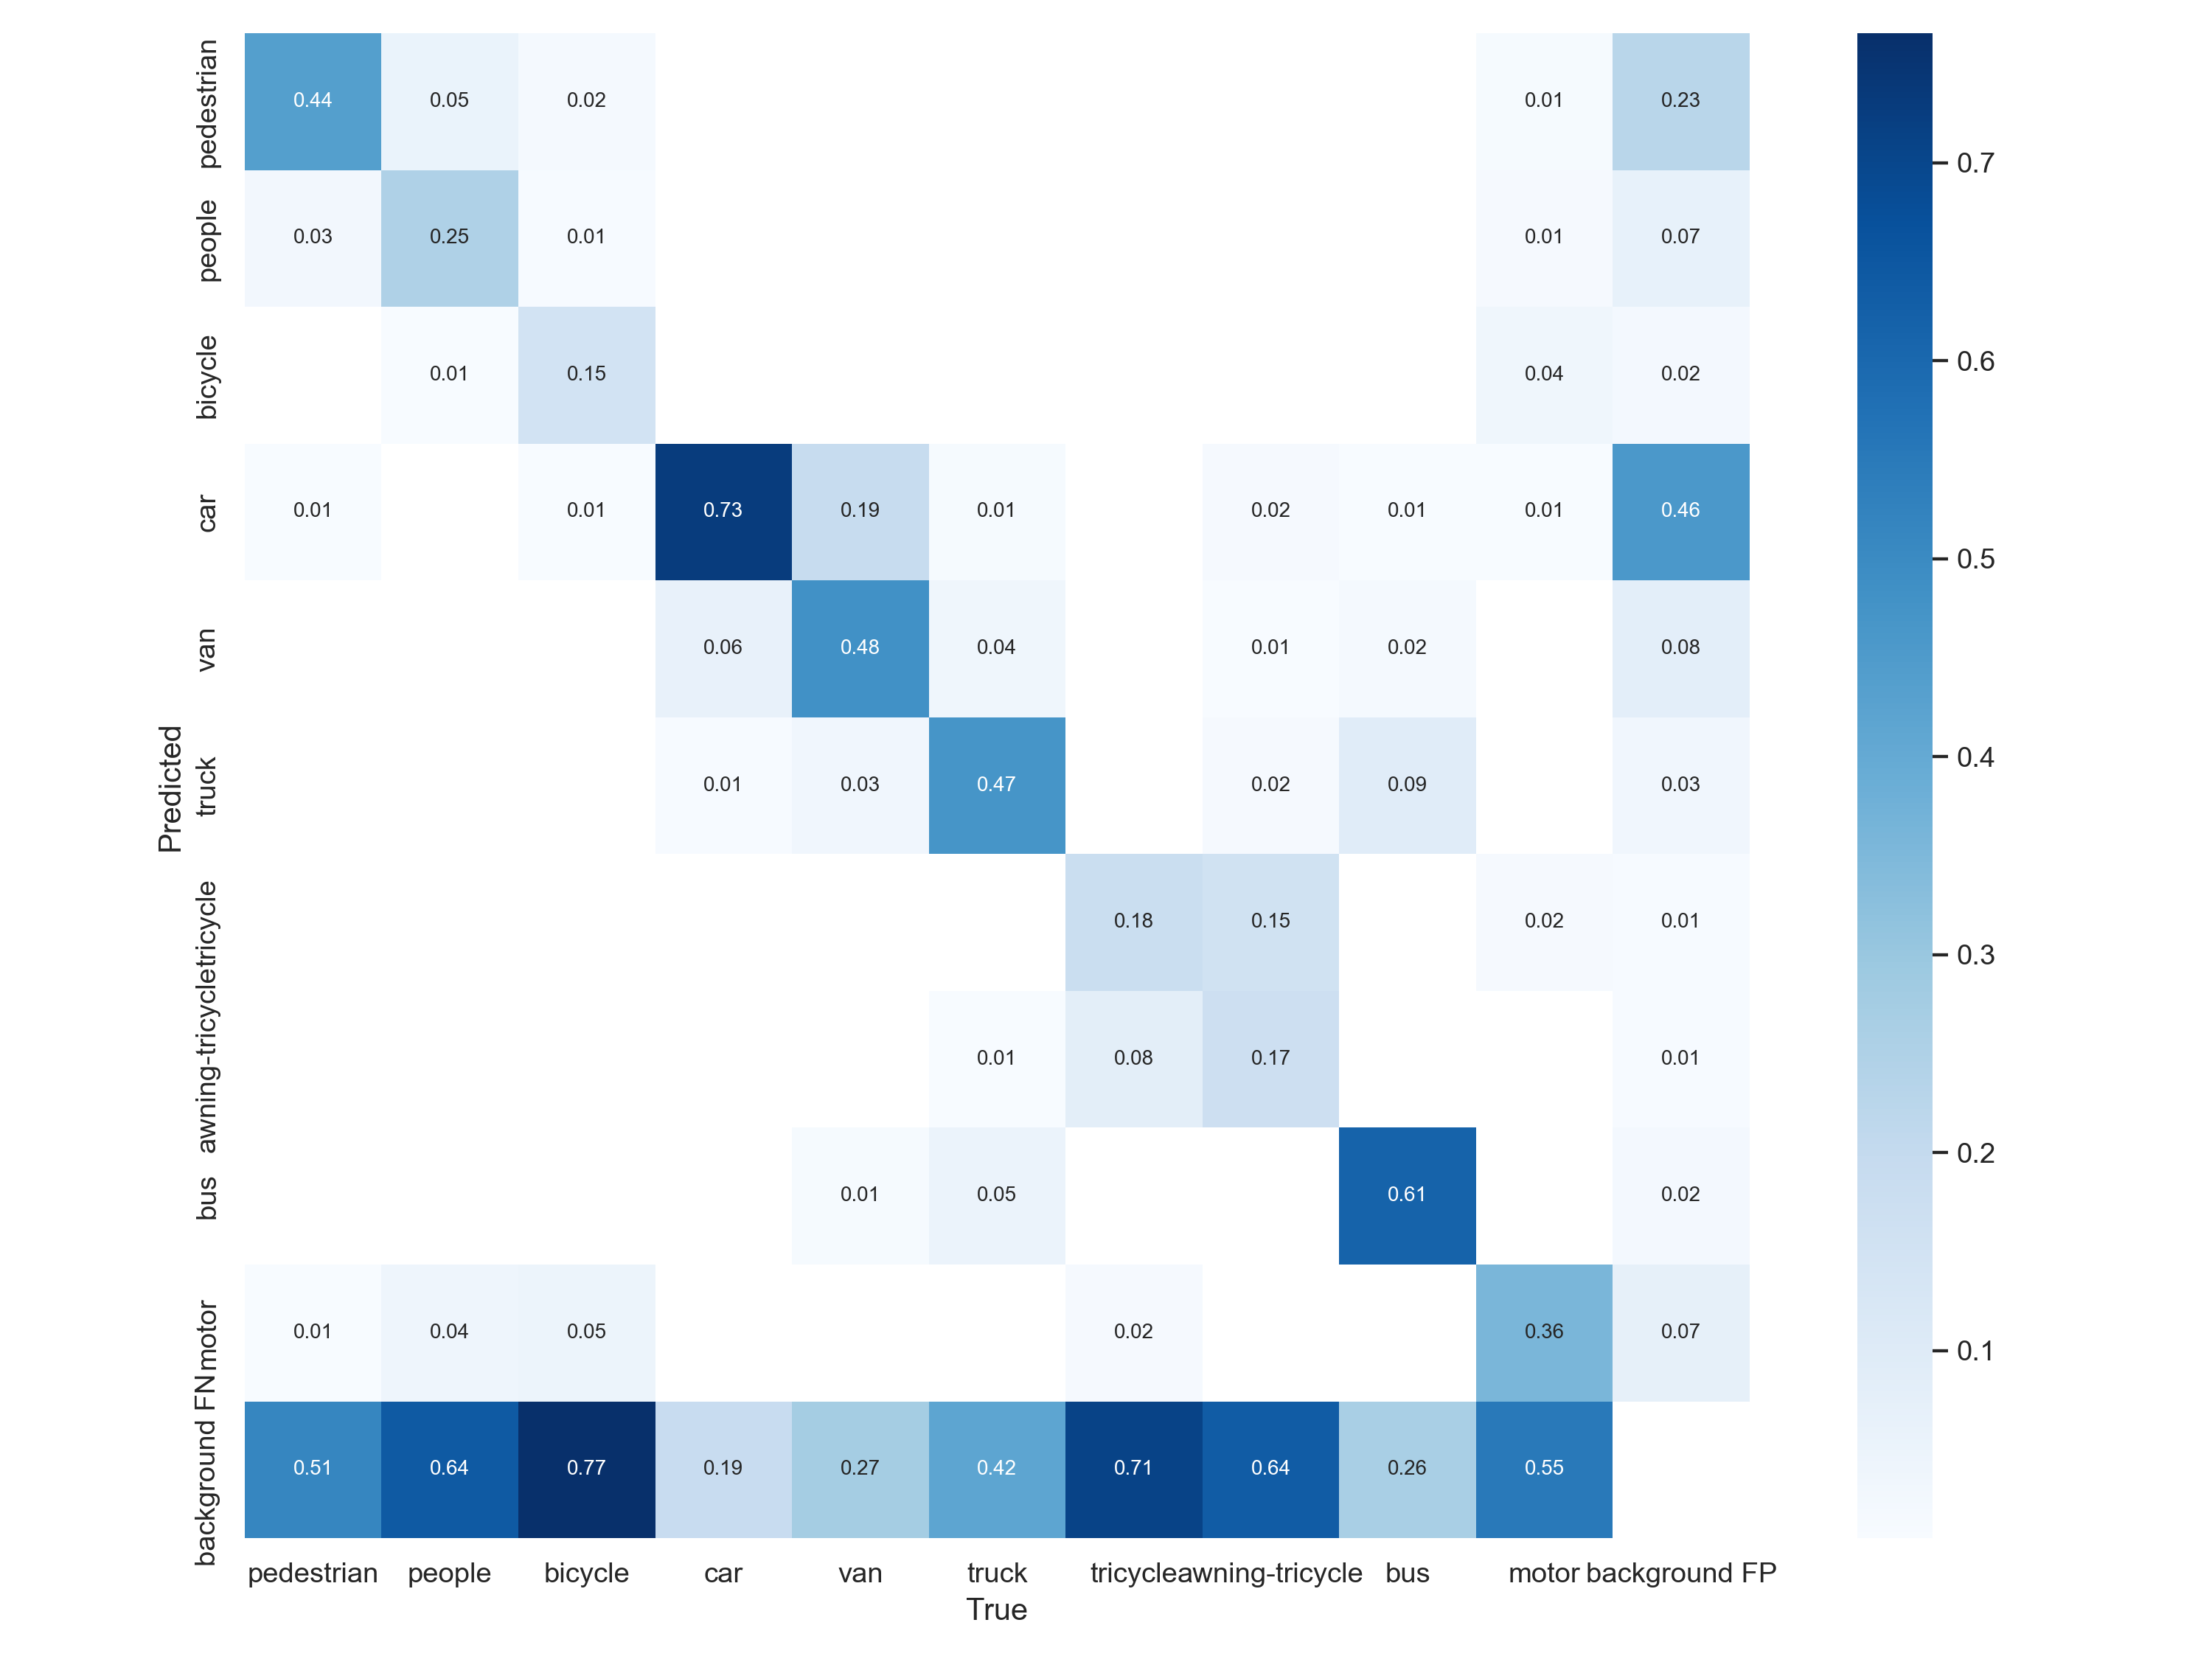 pedestrian 0.44 0.05 0.02 0.01 0.23
people 0.03 0.25 0.01 0.01 0.07
bicycle 0.01 0.15 0.04 0.02
car 0.01 0.01 0.73 0.19 0.01 0.02 0.01 0.01 0.46
van 0.06 0.48 0.04 0.01 0.02 0.08
truck 0.01 0.03 0.47 0.02 0.09 0.03
tricycle 0.18 0.15 0.02 0.01
awning-tricycle 0.01 0.08 0.17 0.01
bus 0.01 0.05 0.61 0.02
motor 0.01 0.04 0.05 0.02 0.36 0.07
background FN 0.51 0.64 0.77 0.19 0.27 0.42 0.71 0.64 0.26 0.55
pedestrian people bicycle car van truck tricycle awning-tricycle bus motor background FP
True
Predicted
0.7
0.6
0.5
0.4
0.3
0.2
0.1